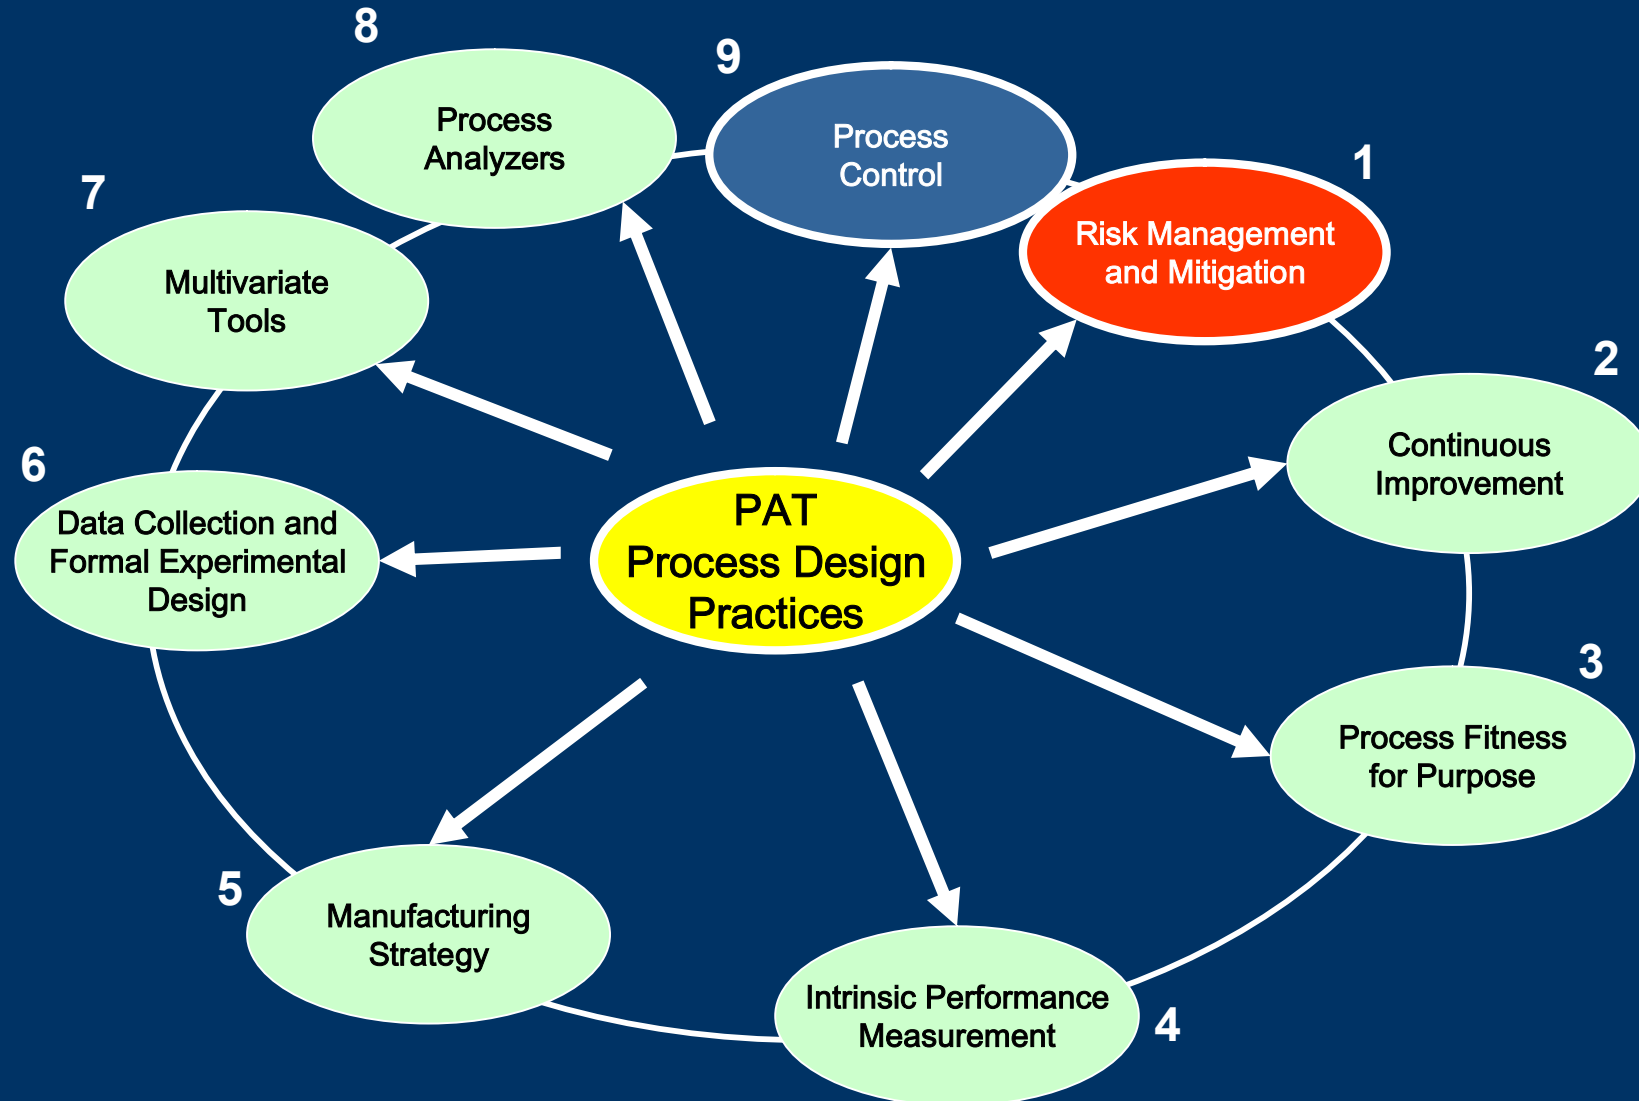 8
Process
Analyzers
9
Process
Control
1
Risk Management
and Mitigation
7
Multivariate
Tools
2
Continuous
Improvement
6
Data Collection and
Formal Experimental
Design
PAT
Process Design
Practices
3
Process Fitness
for Purpose
5
Manufacturing
Strategy
4
Intrinsic Performance
Measurement